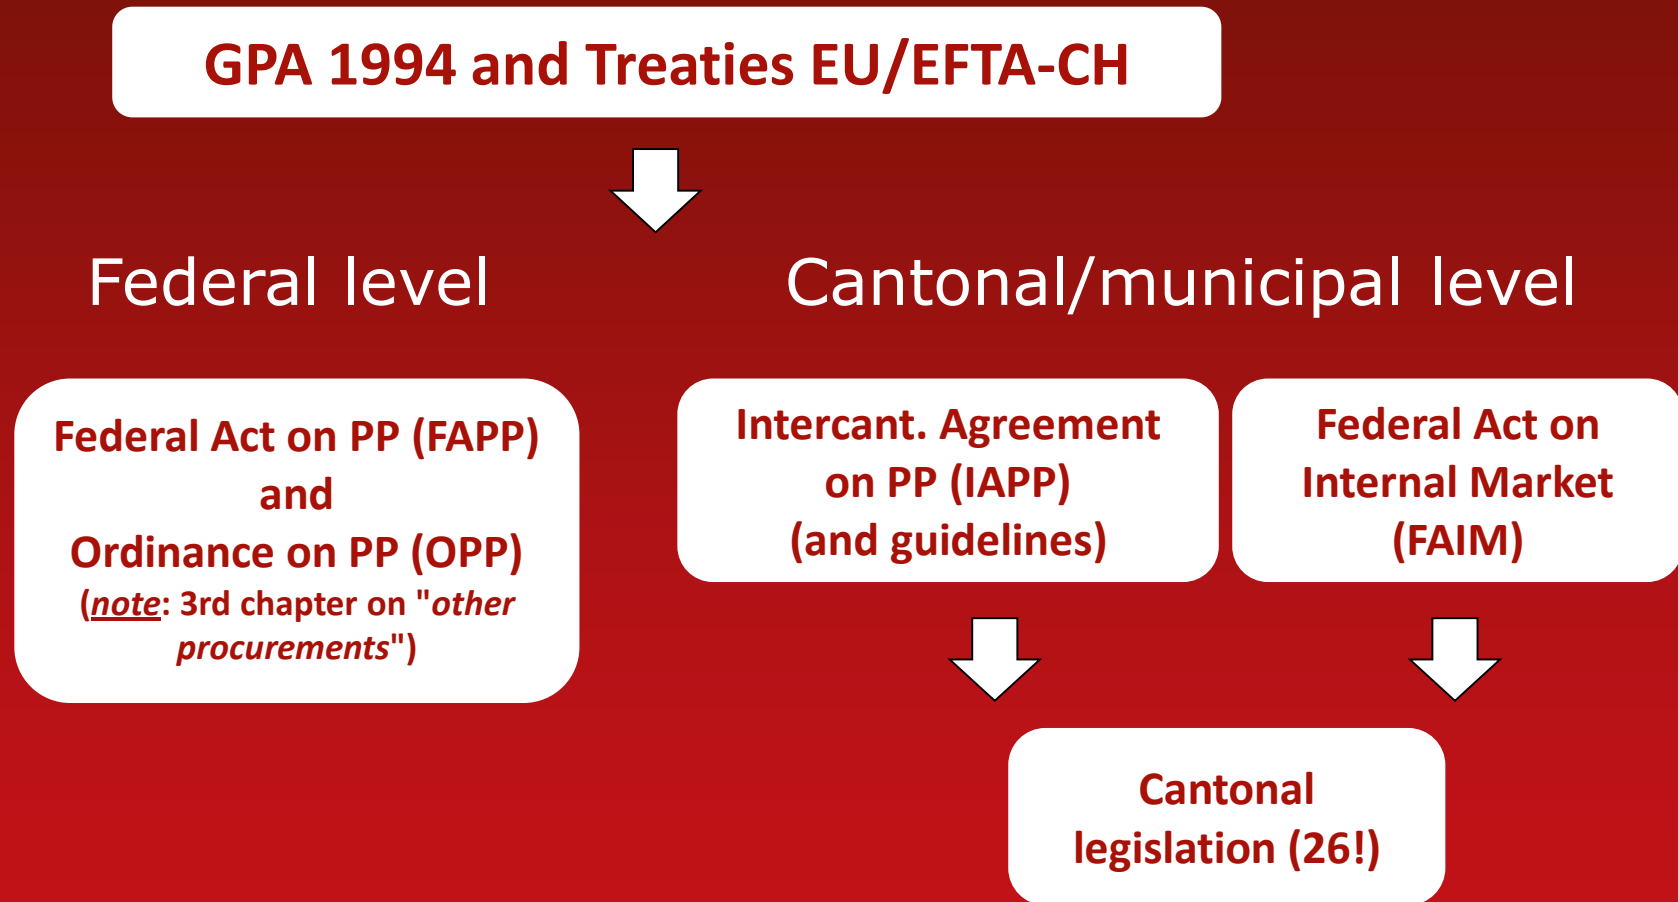 GPA 1994 and Treaties EU/EFTA-CH
Federal level
Cantonal/municipal level
Federal Act on PP (FAPP)
and
Ordinance on PP (OPP)
(note: 3rd chapter on "other
procurements")
Intercant. Agreement
on PP (IAPP)
(and guidelines)
Federal Act on
Internal Market
(FAIM)
Cantonal
legislation (26!)